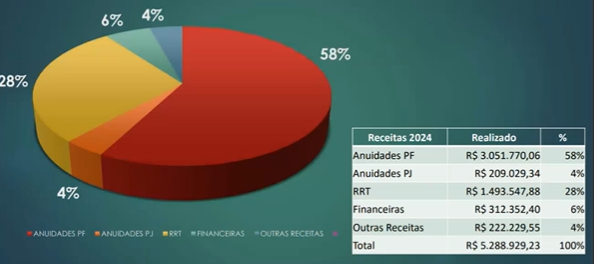 6%
4%
58%
28%
4%
ANUIDADES PF ANUIDADES PJ RRT FINANCEIRAS OUTRAS RECEITAS
Receitas 2024 Realizado %
Anuidades PF R$ 3.051.770,06 58%
Anuidades PJ R$ 209.029,34 4%
RRT R$ 1.493.547,88 28%
Financeiras R$ 312.352,40 6%
Outras Receitas R$ 222.229,55 4%
Total R$ 5.288.929,23 100%